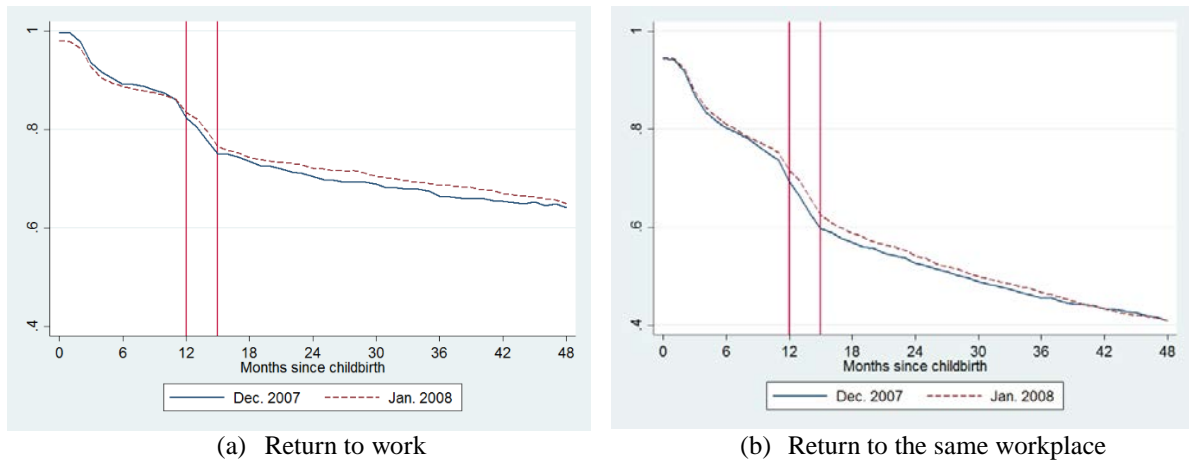 1
.8
.6
.4
0 6 12 18 24 30 36 42 48
Months since childbirth
Dec. 2007 Jan. 2008
(a) Return to work
1
.8
.6
.4
0 6 12 18 24 30 36 42 48
Months since childbirth
Dec. 2007 Jan. 2008
(b) Return to the same workplace